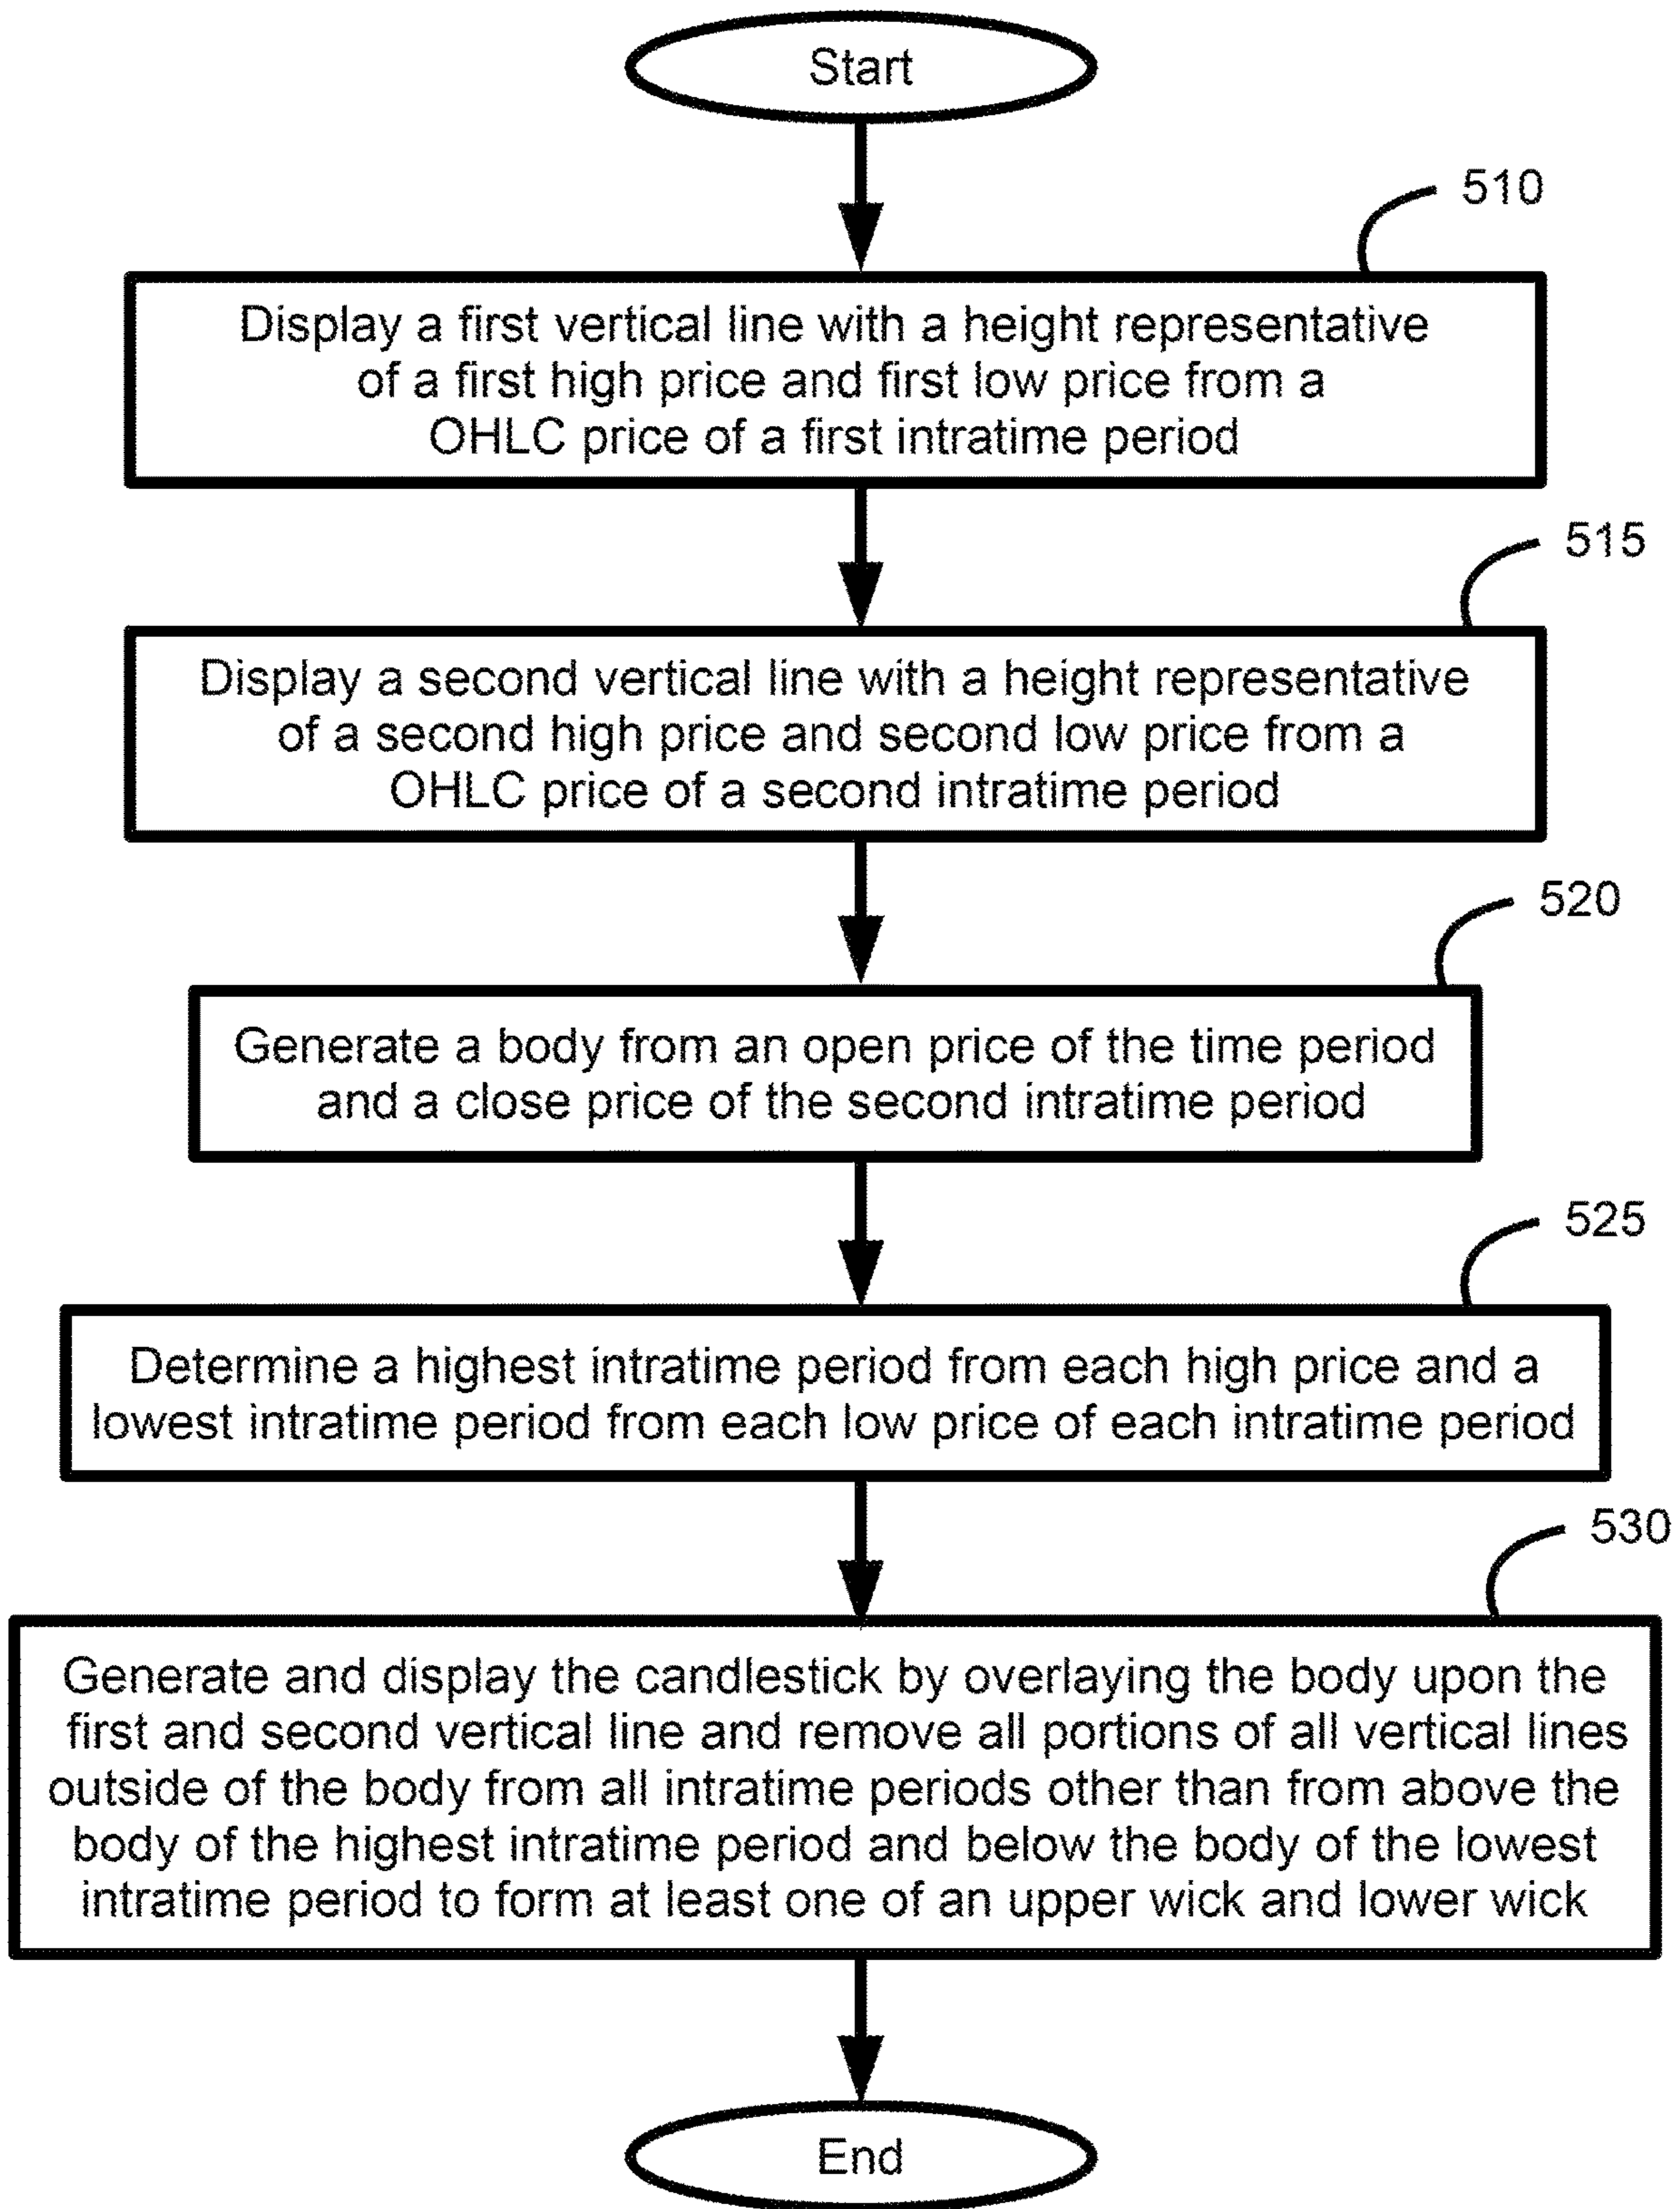 Start
510
Display a first vertical line with a height representative
of a first high price and first low price from a
OHLC price of a first intratime period
515
Display a second vertical line with a height representative
of a second high price and second low price from a
OHLC price of a second intratime period
520
Generate a body from an open price of the time period
and a close price of the second intratime period
525
Determine a highest intratime period from each high price and a
lowest intratime period from each low price of each intratime period
530
Generate and display the candlestick by overlaying the body upon the
first and second vertical line and remove all portions of all vertical lines
outside of the body from all intratime periods other than from above the
body of the highest intratime period and below the body of the lowest
intratime period to form at least one of an upper wick and lower wick
End